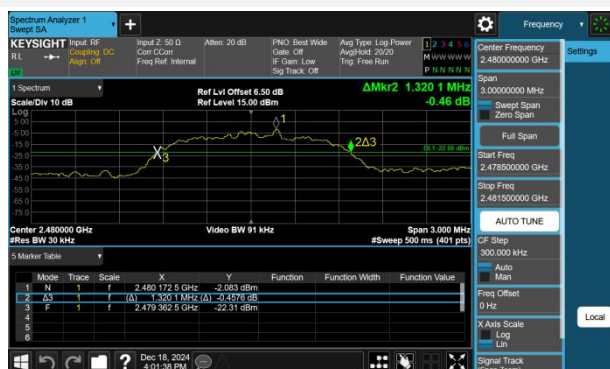 Spectrum Analyzer 1
Swept SA
Frequency
KEYSIGHT Input: RF Input Z: 50 Ω Atten: 20 dB PNO: Best Wide Avg Type: Log-Power 1 2 3 4 5 6
R L Coupling: DC Corr CCorr Gate: Off Avg|Hold: 20/20 M W W W W W
Align: Off Freq Ref: Internal IF Gain: Low Trig: Free Run
Sig Track: Off P N N N N N
1 Spectrum
Ref Lvl Offset 6.50 dB ΔMkr2 1.320 1 MHz
Scale/Div 10 dB Ref Level 15.00 dBm -0.46 dB
Log
5.00
-5.00
-15.0
-25.0
-35.0
-45.0
-55.0
-65.0
-75.0
1
2Δ3
3
DL1 -22.08 dBm
Center 2.480000 GHz Video BW 91 kHz Span 3.000 MHz
#Res BW 30 kHz #Sweep 500 ms (401 pts)
5 Marker Table
Mode Trace Scale X Y Function Function Width Function Value
1 N 1 f 2.480 172 5 GHz -2.083 dBm
2 Δ3 1 f (Δ) 1.320 1 MHz (Δ) -0.4576 dB
3 F 1 f 2.479 362 5 GHz -22.31 dBm
4
5
6
Dec 18, 2024
4:01:38 PM
Center Frequency
2.480000000 GHz
Span
3.00000000 MHz
Swept Span
Zero Span
Full Span
Start Freq
2.478500000 GHz
Stop Freq
2.481500000 GHz
AUTO TUNE
CF Step
300.000 kHz
Auto
Man
Freq Offset
0 Hz
X Axis Scale
Log
Lin
Signal Track
Settings
Local